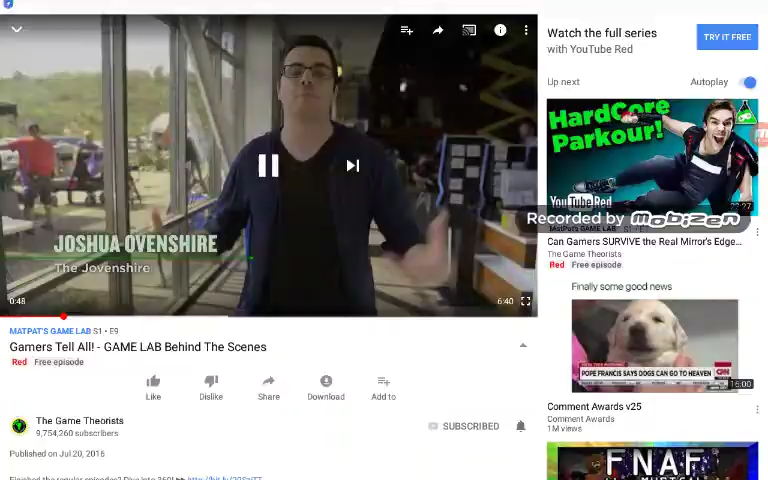 JOSHUA OVENSHIRE
The Jovenshire
0:48
6:40
MATPAT'S GAME LAB S1 • E9
Gamers Tell All! - GAME LAB Behind The Scenes
Red Free episode
Like
Dislike
Share
Download
Add to
The Game Theorists
9,754,260 subscribers
SUBSCRIBED
Published on Jul 20, 2016
Watch the full series
with YouTube Red
TRY IT FREE
Up next
Autoplay
HardCore
Parkour!
YouTube Red
Recorded by mobizen
MatPat's GAME LAB
Can Gamers SURVIVE the Real Mirror's Edge...
The Game Theorists
Red Free episode
Finally some good news
POPE FRANCIS SAYS DOGS CAN GO TO HEAVEN
CNN
16:00
Comment Awards v25
Comment Awards
1M views
FNAF